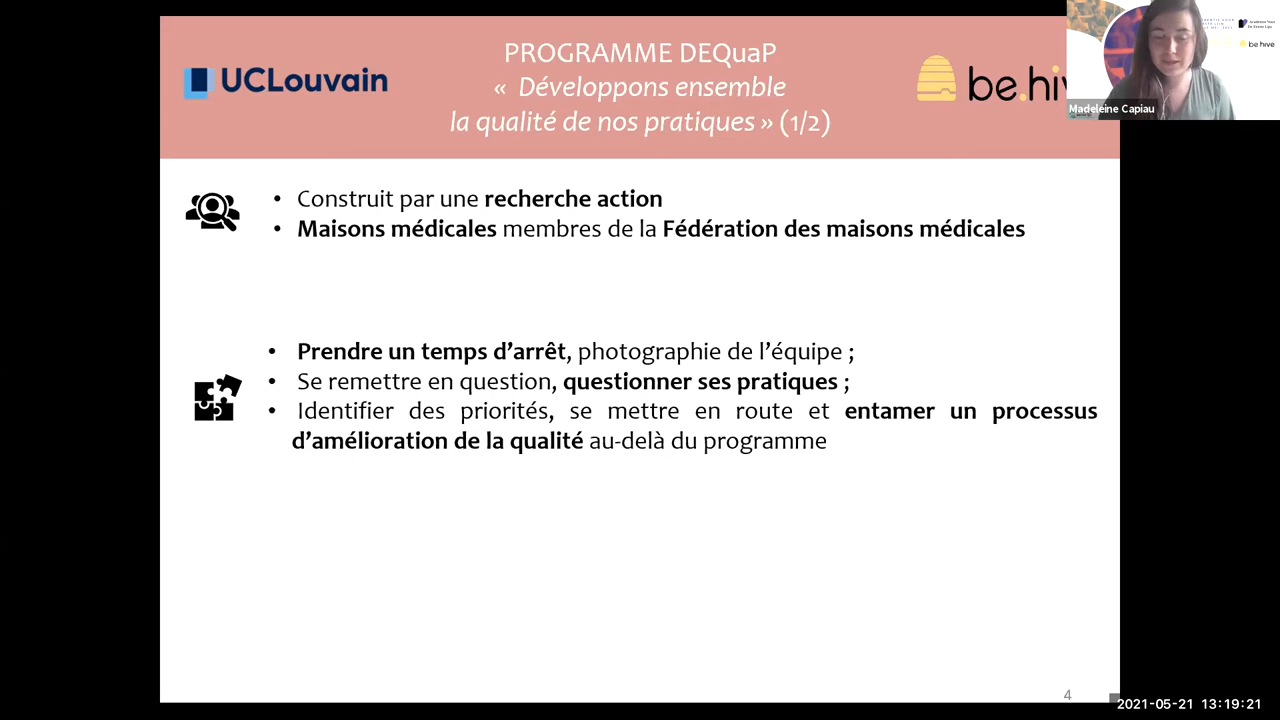 PROGRAMME DEQuaP
« Développons ensemble
la qualité de nos pratiques » (1/2)
UCLouvain
be.hiv
be hive
Madeleine Capiau
• Construit par une recherche action
• Maisons médicales membres de la Fédération des maisons médicales
• Prendre un temps d’arrêt, photographie de l’équipe ;
• Se remettre en question, questionner ses pratiques ;
• Identifier des priorités, se mettre en route et entamer un processus
d’amélioration de la qualité au-delà du programme
4
2021-05-21 13:19:21